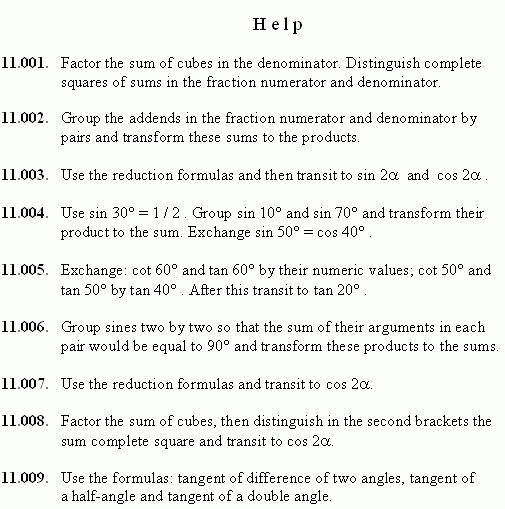 Help
11.001. Factor the sum of cubes in the denominator. Distinguish complete
squares of sums in the fraction numerator and denominator.
11.002. Group the addends in the fraction numerator and denominator by
pairs and transform these sums to the products.
11.003. Use the reduction formulas and then transit to sin 2α and cos 2α .
11.004. Use sin 30° = 1 / 2 . Group sin 10° and sin 70° and transform their
product to the sum. Exchange sin 50° = cos 40° .
11.005. Exchange: cot 60° and tan 60° by their numeric values; cot 50° and
tan 50° by tan 40° . After this transit to tan 20° .
11.006. Group sines two by two so that the sum of their arguments in each
pair would be equal to 90° and transform these products to the sums.
11.007. Use the reduction formulas and transit to cos 2α.
11.008. Factor the sum of cubes, then distinguish in the second brackets the
sum complete square and transit to cos 2α.
11.009. Use the formulas: tangent of difference of two angles, tangent of
a half-angle and tangent of a double angle.